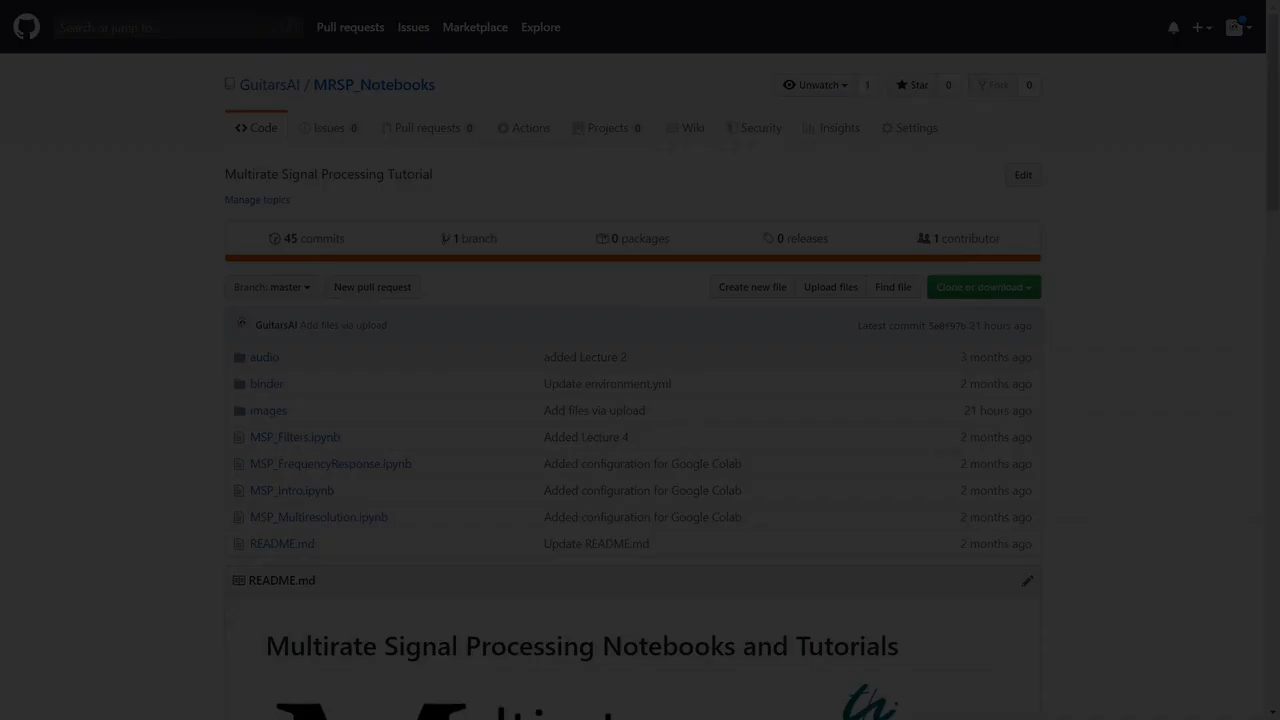 Search or jump to...
Pull requests Issues Marketplace Explore
GuitarsAI / MRSP_Notebooks
Unwatch 1 Star 0 Fork 0
Code Issues 0 Pull requests 0 Actions Projects 0 Wiki Security Insights Settings
Multirate Signal Processing Tutorial
Edit
Manage topics
45 commits 1 branch 0 packages 0 releases 1 contributor
Branch: master New pull request Create new file Upload files Find file Clone or download
GuitarsAI Add files via upload Latest commit 5a0f97b 21 hours ago
audio added Lecture 2 3 months ago
binder Update environment.yml 2 months ago
images Add files via upload 21 hours ago
MSP_Filters.ipynb Added Lecture 4 2 months ago
MSP_FrequencyResponse.ipynb Added configuration for Google Colab 2 months ago
MSP_Intro.ipynb Added configuration for Google Colab 2 months ago
MSP_Multiresolution.ipynb Added configuration for Google Colab 2 months ago
README.md Update README.md 2 months ago
README.md
Multirate Signal Processing Notebooks and Tutorials